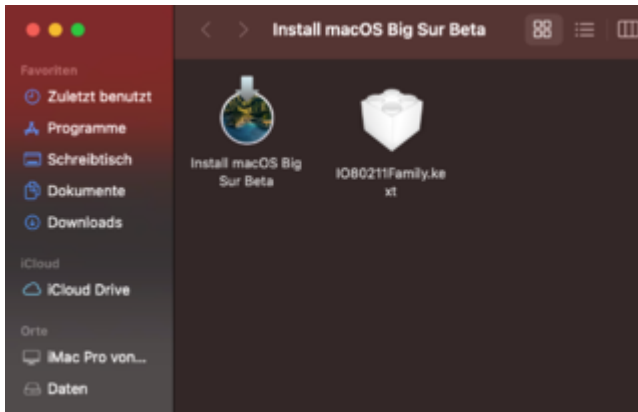 Install macOS Big Sur Beta
Favoriten
Zuletzt benutzt
Programme
Schreibtisch
Dokumente
Downloads
iCloud
iCloud Drive
Orte
iMac Pro von...
Daten
Install macOS Big
Sur Beta
IO80211Family.ke
xt